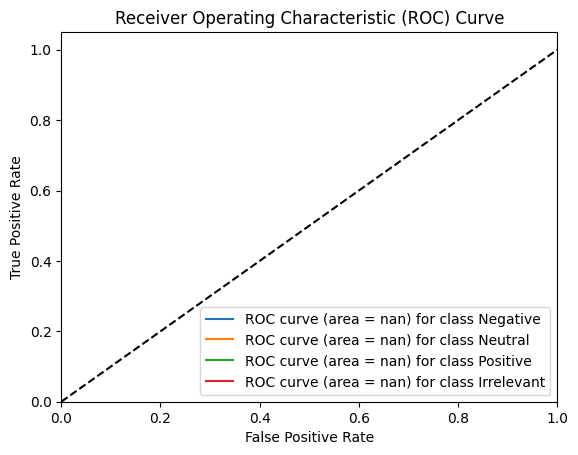 Receiver Operating Characteristic (ROC) Curve
True Positive Rate
1.0
0.8
0.6
0.4
0.2
0.0
ROC curve (area = nan) for class Negative
ROC curve (area = nan) for class Neutral
ROC curve (area = nan) for class Positive
ROC curve (area = nan) for class Irrelevant
0.0 0.2 0.4 0.6 0.8 1.0
False Positive Rate